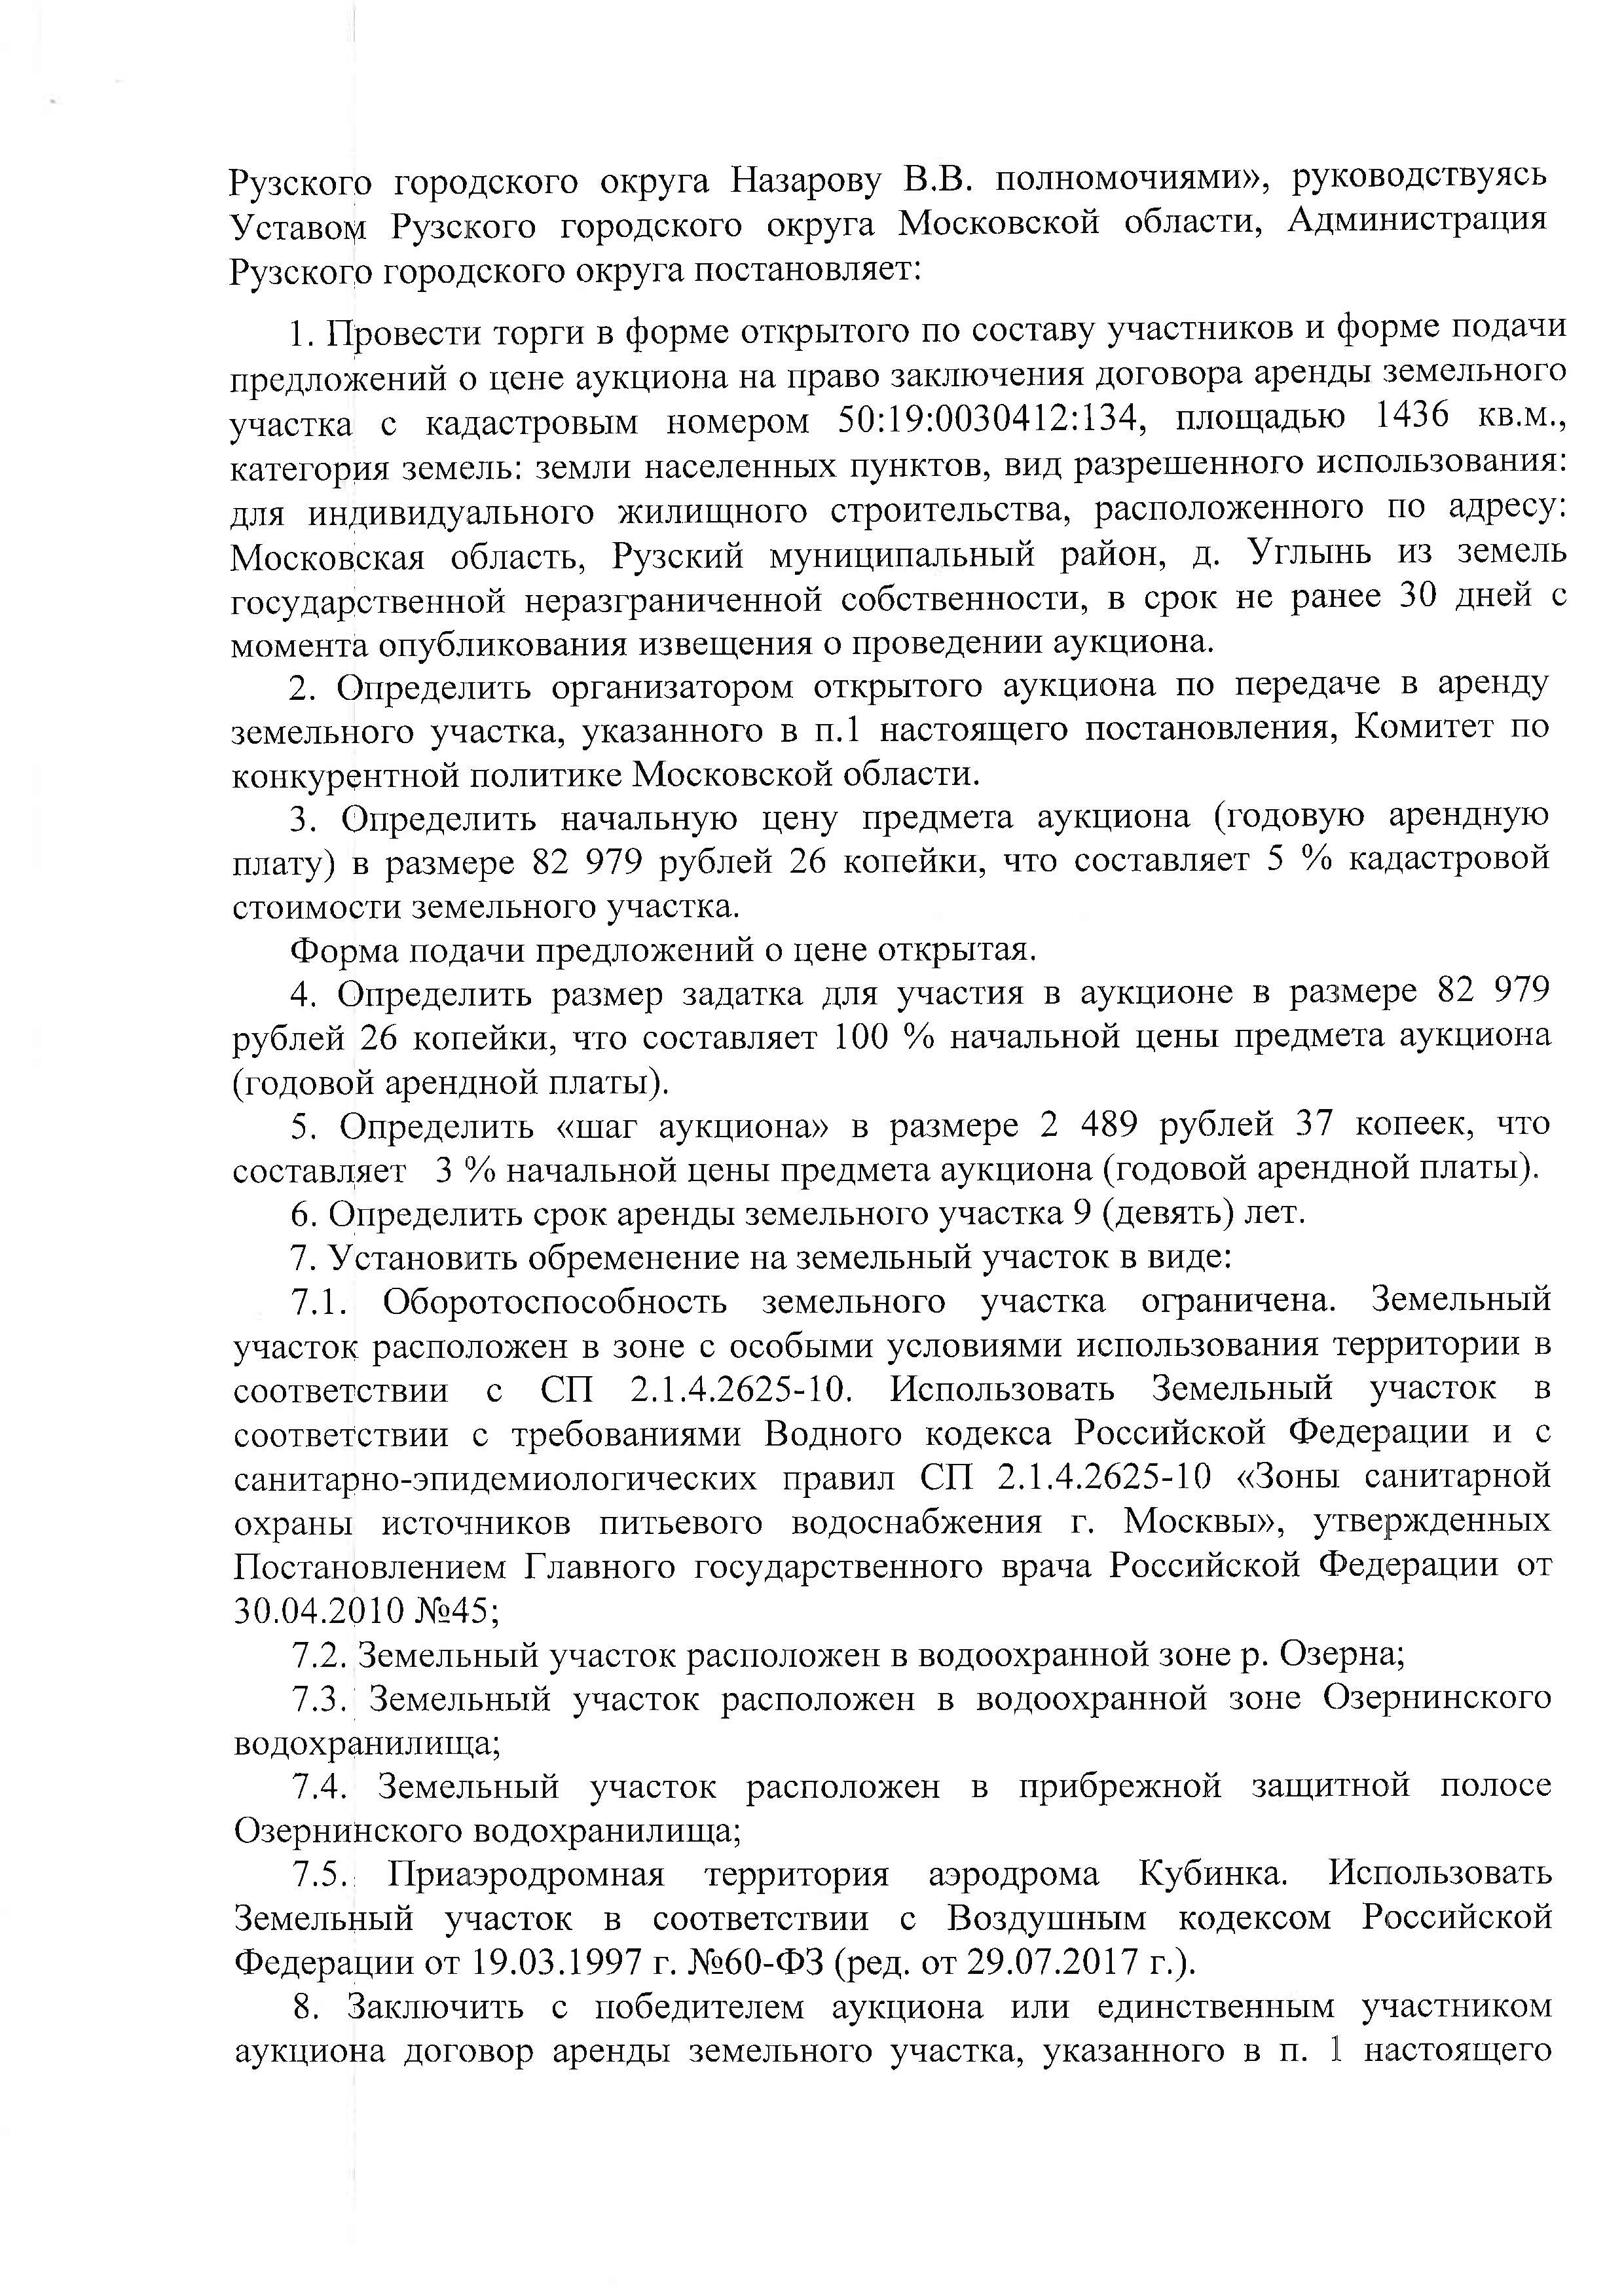 Рузского городского округа Назарову В.В. полномочиями», руководствуясь
Уставом Рузского городского округа Московской области, Администрация
Рузского городского округа постановляет:
1. Провести торги в форме открытого по составу участников и форме подачи
предложений о цене аукциона на право заключения договора аренды земельного
участка с кадастровым номером 50:19:0030412:134, площадью 1436 кв.м.,
категория земель: земли населенных пунктов, вид разрешенного использования:
для индивидуального жилищного строительства, расположенного по адресу:
Московская область, Рузский муниципальный район, д. Углынь из земель
государственной неразграниченной собственности, в срок не ранее 30 дней с
момента опубликования извещения о проведении аукциона.
2. Определить организатором открытого аукциона по передаче в аренду
земельного участка, указанного в п.1 настоящего постановления, Комитет по
конкурентной политике Московской области.
3. Определить начальную цену предмета аукциона (годовую арендную
плату) в размере 82 979 рублей 26 копейки, что составляет 5 % кадастровой
стоимости земельного участка.
Форма подачи предложений о цене открытая.
4. Определить размер задатка для участия в аукционе в размере 82 979
рублей 26 копейки, что составляет 100 % начальной цены предмета аукциона
(годовой арендной платы).
5. Определить «шаг аукциона» в размере 2 489 рублей 37 копеек, что
составляет 3 % начальной цены предмета аукциона (годовой арендной платы).
6. Определить срок аренды земельного участка 9 (девять) лет.
7. Установить обременение на земельный участок в виде:
7.1. Оборотоспособность земельного участка ограничена. Земельный
участок расположен в зоне с особыми условиями использования территории в
соответствии с СП 2.1.4.2625-10. Использовать Земельный участок в
соответствии с требованиями Водного кодекса Российской Федерации и с
санитарно-эпидемиологических правил СП 2.1.4.2625-10 «Зоны санитарной
охраны источников питьевого водоснабжения г. Москвы», утвержденных
Постановлением Главного государственного врача Российской Федерации от
30.04.2010 №45;
7.2. Земельный участок расположен в водоохранной зоне р. Озерна;
7.3. Земельный участок расположен в водоохранной зоне Озернинского
водохранилища;
7.4. Земельный участок расположен в прибрежной защитной полосе
Озернинского водохранилища;
7.5. Приаэродромная территория аэродрома Кубинка. Использовать
Земельный участок в соответствии с Воздушным кодексом Российской
Федерации от 19.03.1997 г. №60-ФЗ (ред. от 29.07.2017 г.).
8. Заключить с победителем аукциона или единственным участником
аукциона договор аренды земельного участка, указанного в п. 1 настоящего